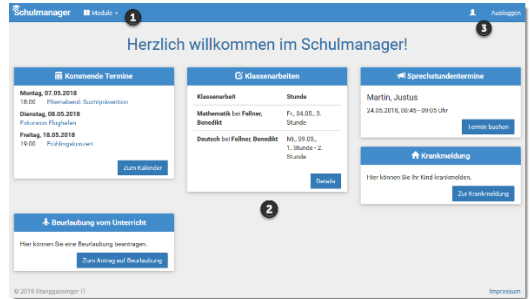 Schulmanager Module 1 Ausloggen
3
Herzlich willkommen im Schulmanager!
Kommende Termine
Montag, 07.05.2018
18:00 Elternabend: Suchtprävention
Dienstag, 08.05.2018
Exkursion Flughafen
Freitag, 18.05.2018
19:00 Frühlingskonzert
Zum Kalender
Klassenarbeiten
Klassenarbeit Stunde
Mathematik bei Fellner, Fr., 04.05., 3.
Benedikt Stunde
Deutsch bei Fellner, Benedikt Mi., 09.05.,
1. Stunde - 2.
Stunde
Details
2
Sprechstundentermine
Martin, Justus
24.05.2018, 08:45 - 09:05 Uhr
Termin buchen
Krankmeldung
Hier können Sie Ihr Kind krankmelden.
Zur Krankmeldung
Beurlaubung vom Unterricht
Hier können Sie eine Beurlaubung beantragen.
Zum Antrag auf Beurlaubung
© 2018 Stanggassinger IT Impressum